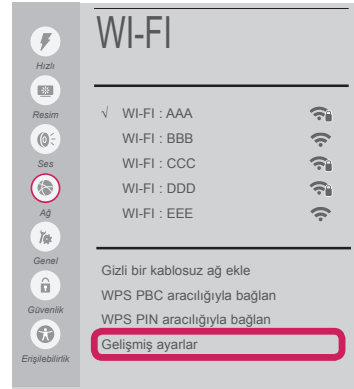 WI-FI
Hızlı
Resim
Ses
Ağ
Genel
Güvenlik
Erişilebilirlik
√ WI-FI : AAA
WI-FI : BBB
WI-FI : CCC
WI-FI : DDD
WI-FI : EEE
Gizli bir kablosuz ağ ekle
WPS PBC aracılığıyla bağlan
WPS PIN aracılığıyla bağlan
Gelişmiş ayarlar